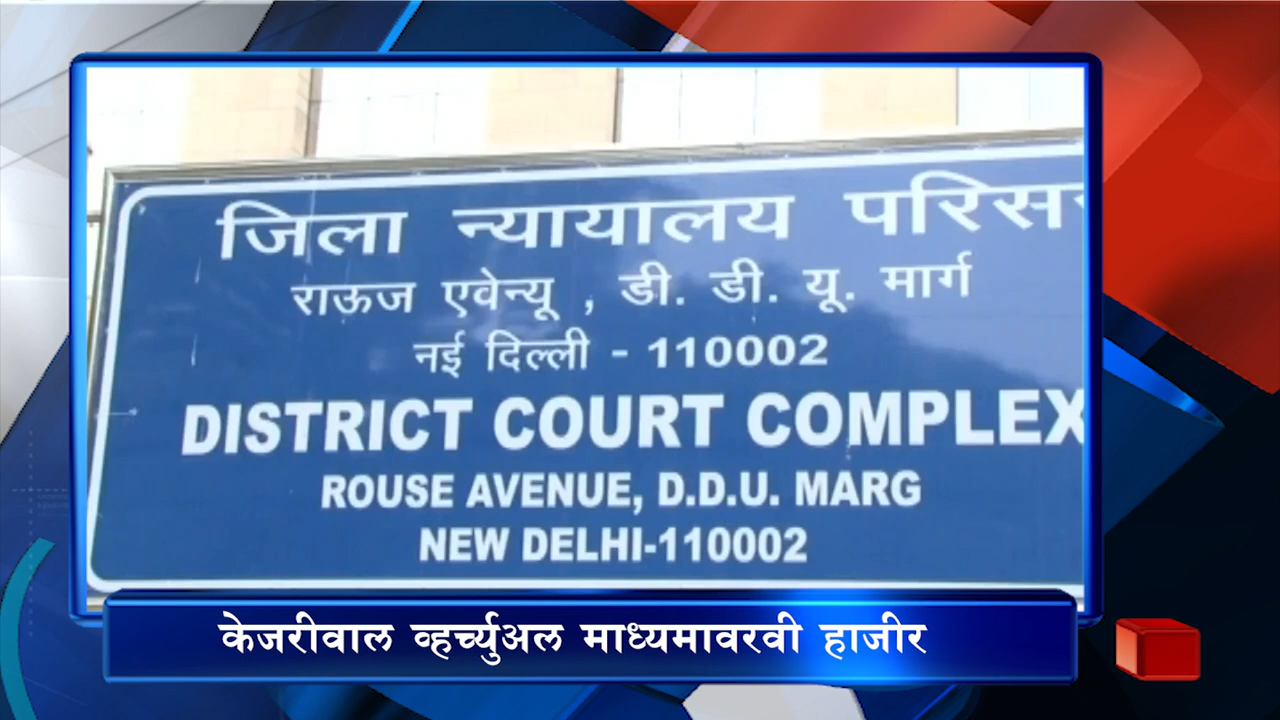 जिला न्यायालय परिसर
राऊज एवेन्यू , डी. डी. यू. मार्ग
नई दिल्ली - 110002
DISTRICT COURT COMPLEX
ROUSE AVENUE, D.D.U. MARG
NEW DELHI-110002
केजरीवाल व्हर्च्युअल माध्यमावरवी हाजीर